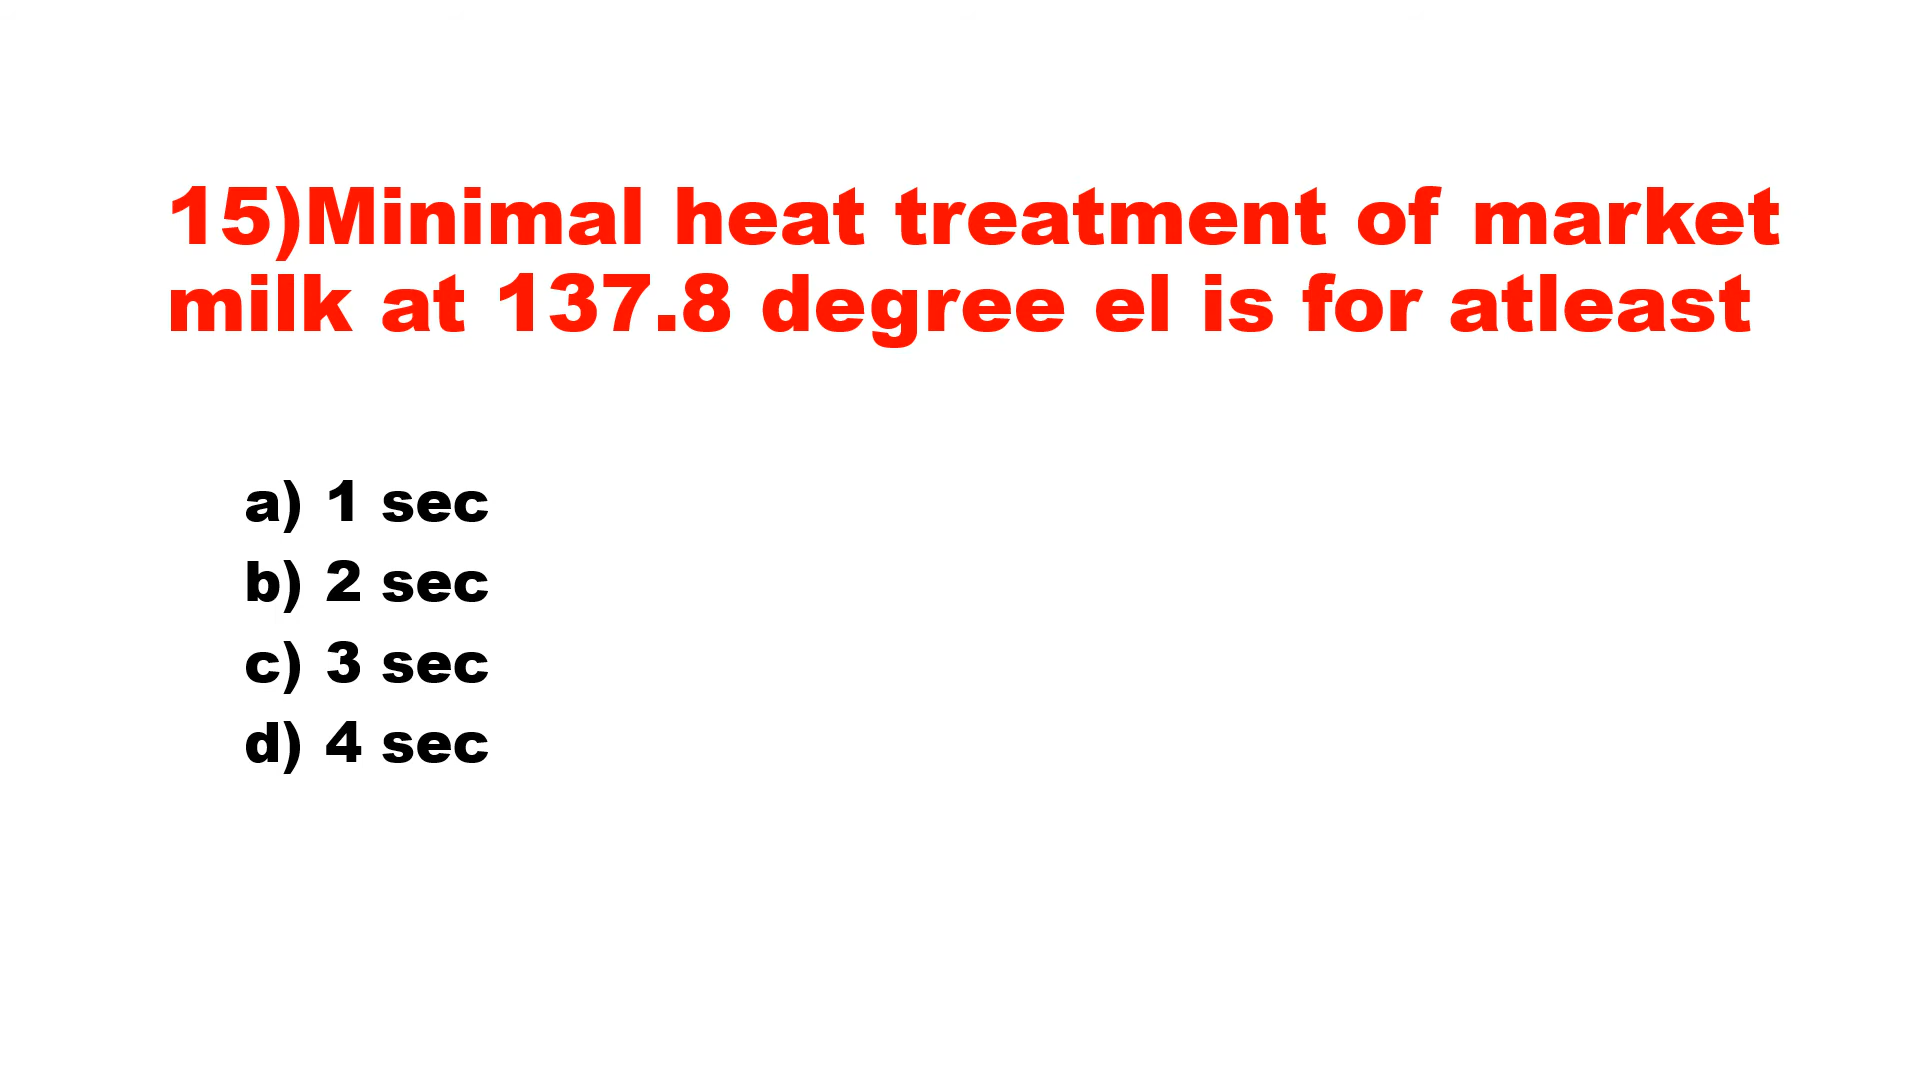 15)Minimal heat treatment of market
milk at 137.8 degree el is for atleast
a) 1 sec
b) 2 sec
c) 3 sec
d) 4 sec